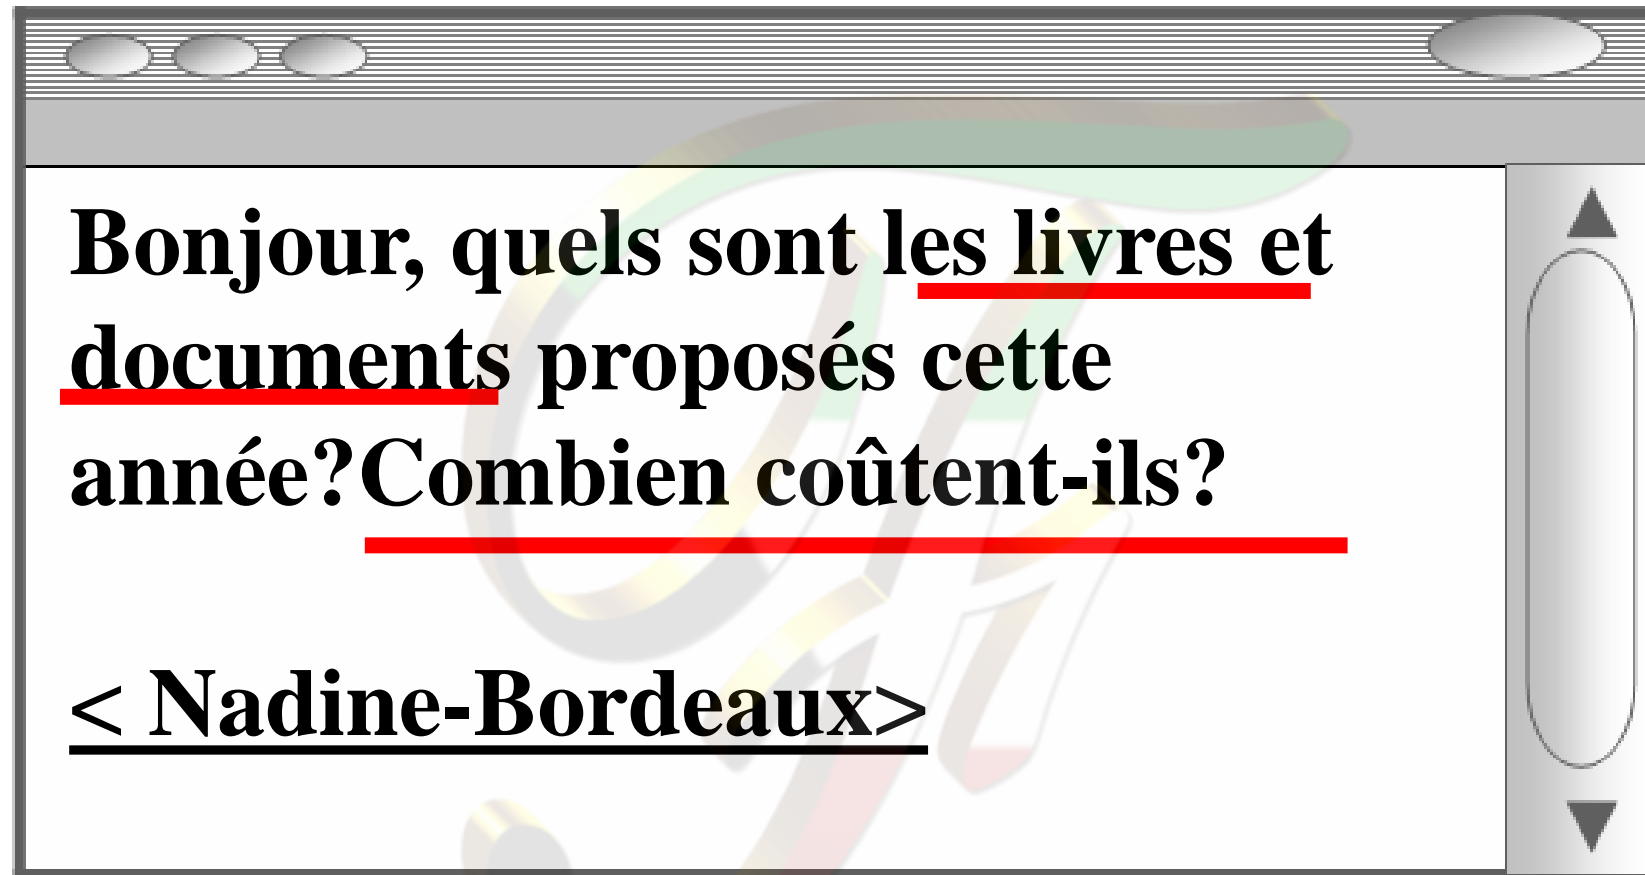 Bonjour, quels sont les livres et
documents proposés cette
année?Combien coûtent-ils?
< Nadine-Bordeaux>